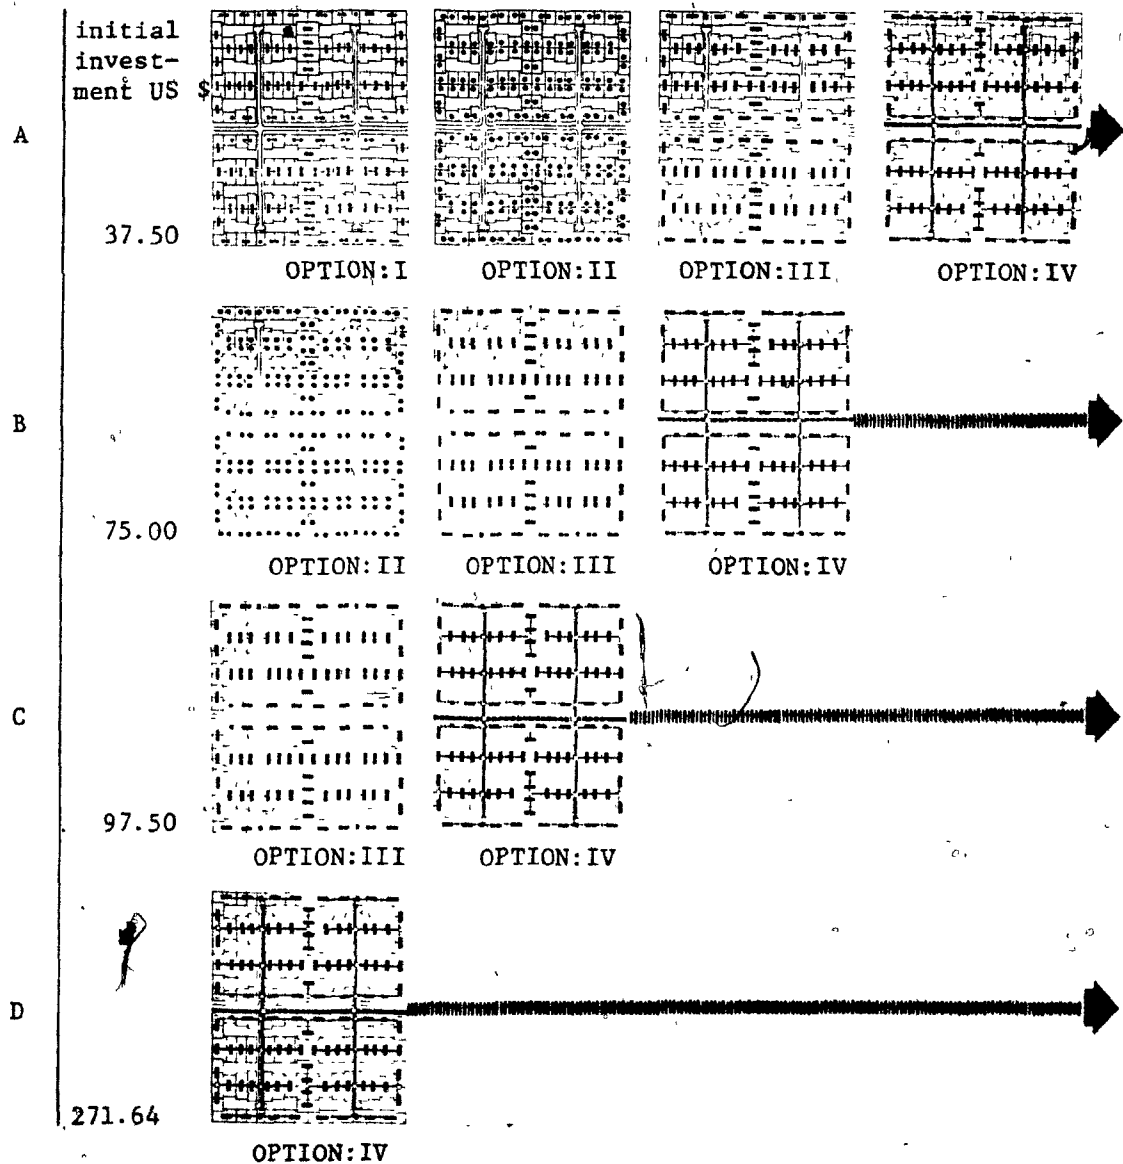 initial
invest-
ment US $
A
37.50
OPTION:I OPTION:II OPTION:III OPTION:IV
B
75.00
OPTION:II OPTION:III OPTION:IV
C
97.50
OPTION:III OPTION:IV
D
271.64
OPTION:IV